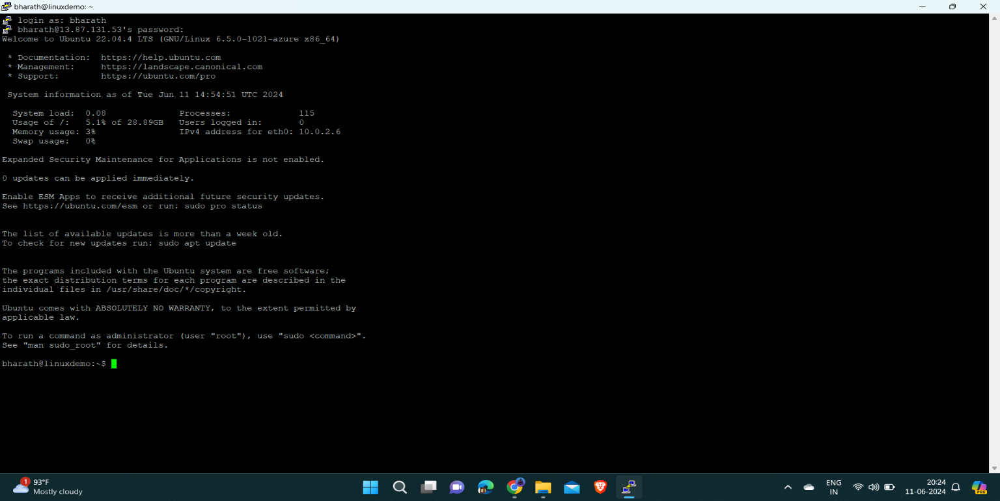 bharath@linuxdemo: ~
login as: bharath
bharath@13.87.131.53's password:
Welcome to Ubuntu 22.04.4 LTS (GNU/Linux 6.5.0-1021-azure x86_64)
* Documentation: https://help.ubuntu.com
* Management: https://landscape.canonical.com
* Support: https://ubuntu.com/pro
System information as of Tue Jun 11 14:54:51 UTC 2024
System load: 0.08 Processes: 115
Usage of /: 5.1% of 28.89GB Users logged in: 0
Memory usage: 3% IPv4 address for eth0: 10.0.2.6
Swap usage: 0%
Expanded Security Maintenance for Applications is not enabled.
0 updates can be applied immediately.
Enable ESM Apps to receive additional future security updates.
See https://ubuntu.com/esm or run: sudo pro status
The list of available updates is more than a week old.
To check for new updates run: sudo apt update
The programs included with the Ubuntu system are free software;
the exact distribution terms for each program are described in the
individual files in /usr/share/doc/*/copyright.
Ubuntu comes with ABSOLUTELY NO WARRANTY, to the extent permitted by
applicable law.
To run a command as administrator (user "root"), use "sudo <command>".
See "man sudo_root" for details.
bharath@linuxdemo:~$
1
93°F
Mostly cloudy
ENG
IN
20:24
11-06-2024
PRE